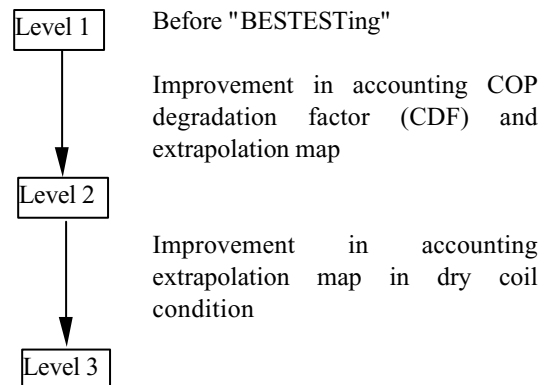 Level 1
Before "BESTESTing"
Improvement in accounting COP
degradation factor (CDF) and
extrapolation map
Level 2
Improvement in accounting
extrapolation map in dry coil
condition
Level 3